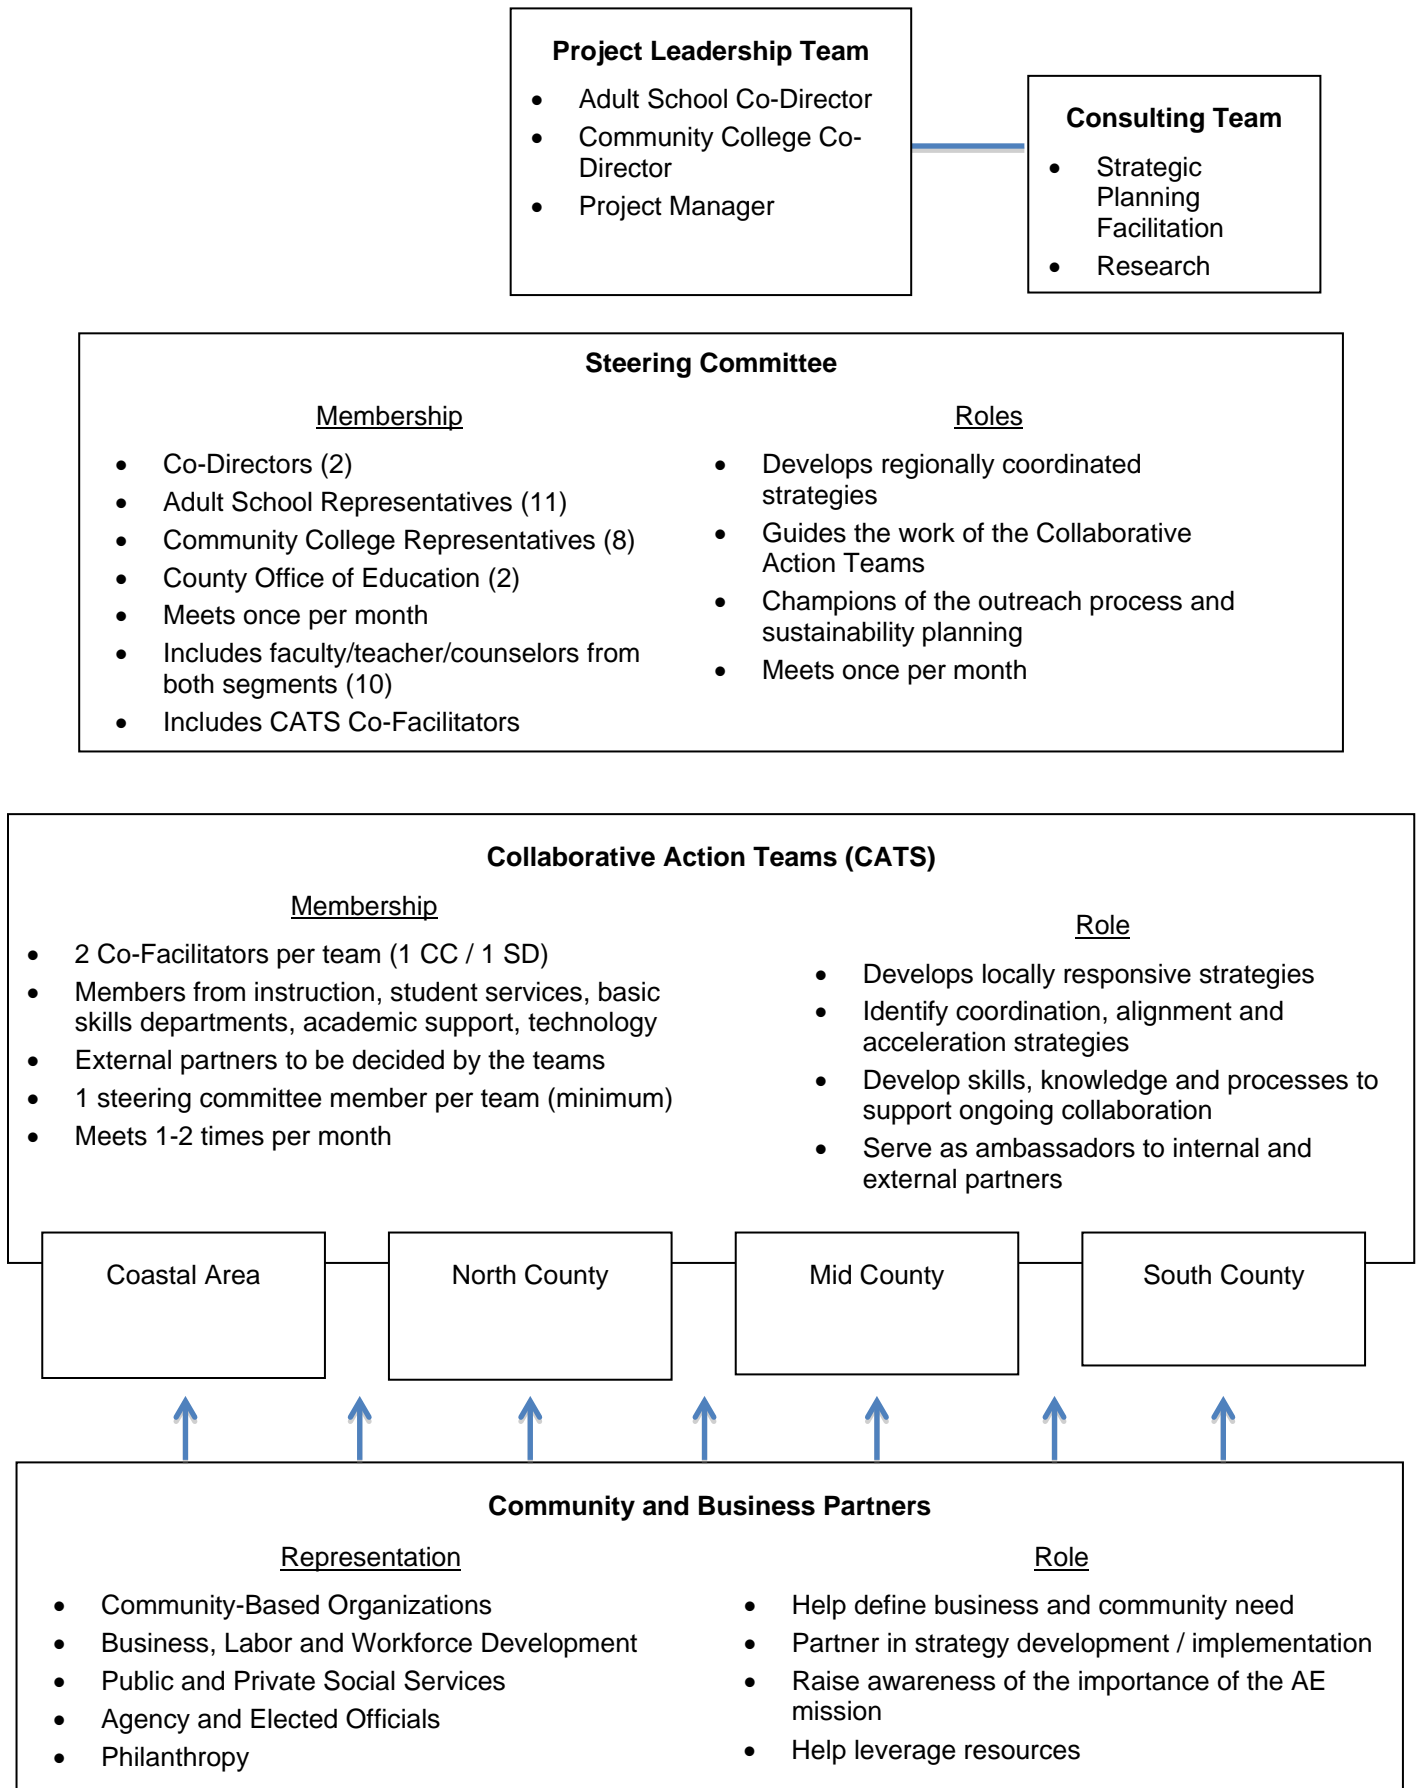 Project Leadership Team
• Adult School Co-Director
• Community College Co-
Director
• Project Manager
Consulting Team
• Strategic
Planning
Facilitation
• Research
Steering Committee
Membership
• Co-Directors (2)
• Adult School Representatives (11)
• Community College Representatives (8)
• County Office of Education (2)
• Meets once per month
• Includes faculty/teacher/counselors from
both segments (10)
• Includes CATS Co-Facilitators
Roles
• Develops regionally coordinated
strategies
• Guides the work of the Collaborative
Action Teams
• Champions of the outreach process and
sustainability planning
• Meets once per month
Collaborative Action Teams (CATS)
Membership
• 2 Co-Facilitators per team (1 CC / 1 SD)
• Members from instruction, student services, basic
skills departments, academic support, technology
• External partners to be decided by the teams
• 1 steering committee member per team (minimum)
• Meets 1-2 times per month
Role
• Develops locally responsive strategies
• Identify coordination, alignment and
acceleration strategies
• Develop skills, knowledge and processes to
support ongoing collaboration
• Serve as ambassadors to internal and
external partners
Coastal Area
North County
Mid County
South County
Community and Business Partners
Representation
• Community-Based Organizations
• Business, Labor and Workforce Development
• Public and Private Social Services
• Agency and Elected Officials
• Philanthropy
Role
• Help define business and community need
• Partner in strategy development / implementation
• Raise awareness of the importance of the AE
mission
• Help leverage resources